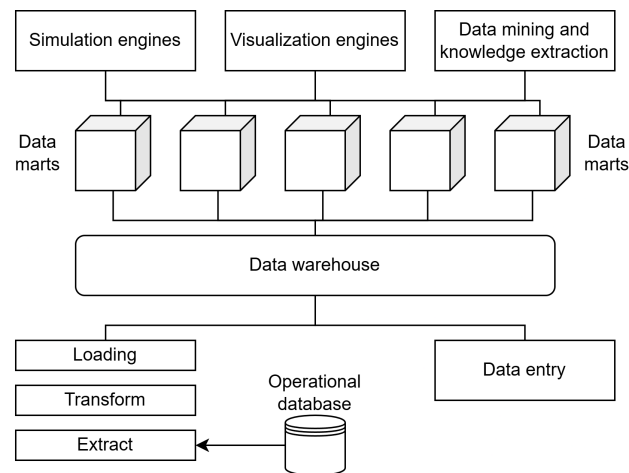 Simulation engines
Visualization engines
Data mining and
knowledge extraction
Data
marts
Data
marts
Data warehouse
Loading
Data entry
Transform
Operational
database
Extract